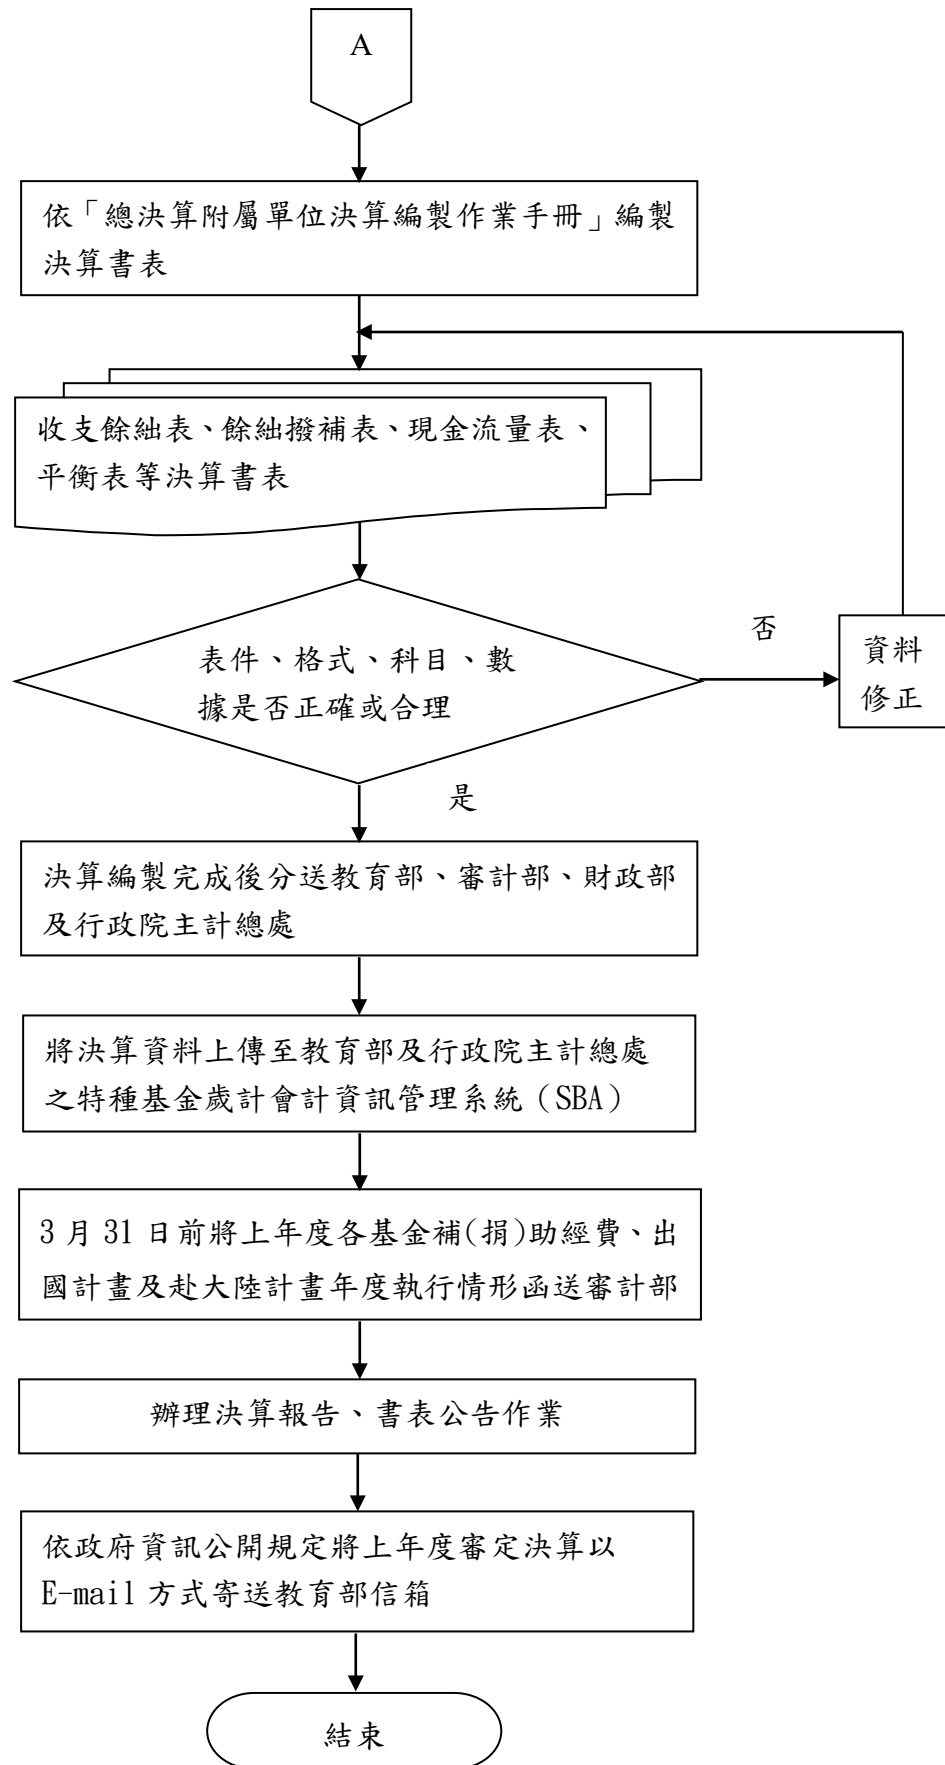 A
依「總決算附屬單位決算編製作業手冊」編製
決算書表
收支餘絀表、餘絀撥補表、現金流量表、
平衡表等決算書表
表件、格式、科目、數
據是否正確或合理
否
資料
修正
是
決算編製完成後分送教育部、審計部、財政部
及行政院主計總處
將決算資料上傳至教育部及行政院主計總處
之特種基金歲計會計資訊管理系統（SBA）
3 月 31 日前將上年度各基金補(捐)助經費、出
國計畫及赴大陸計畫年度執行情形函送審計部
辦理決算報告、書表公告作業
依政府資訊公開規定將上年度審定決算以
E-mail 方式寄送教育部信箱
結束